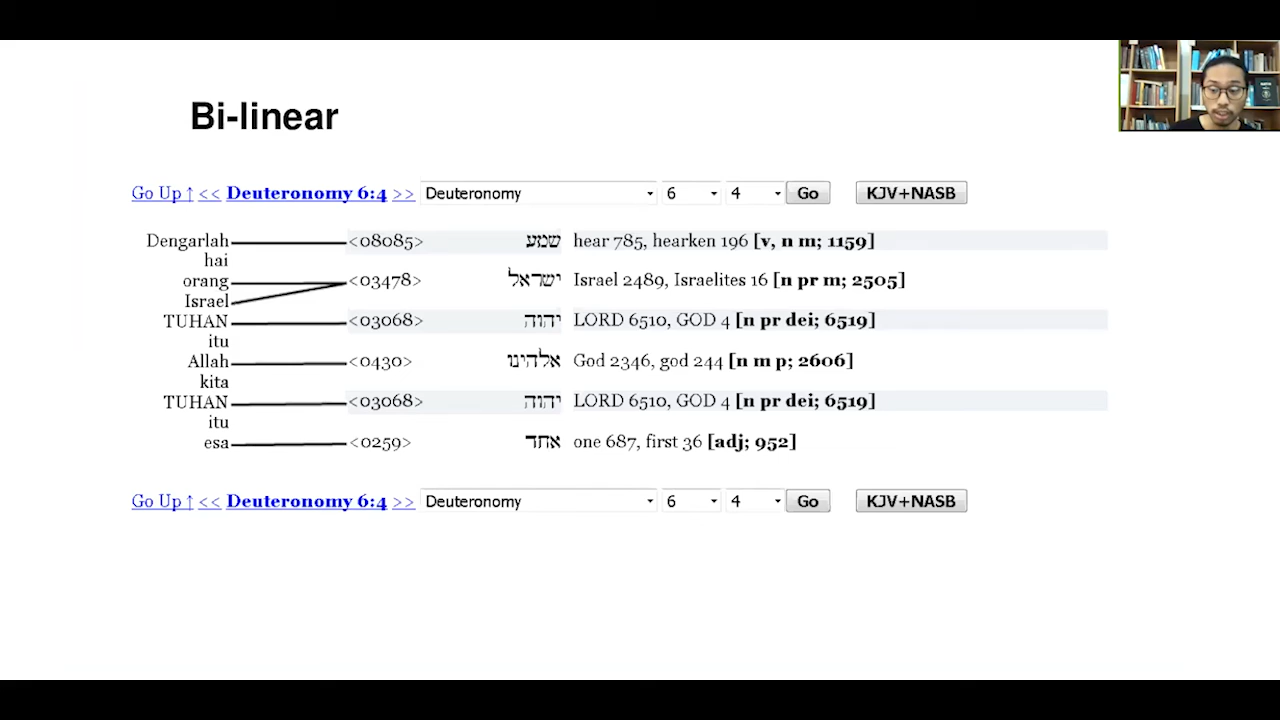 Bi-linear
Go Up ↑ << Deuteronomy 6:4 >> Deuteronomy 6 4 Go KJV+NASB
Dengarlah <08085> שמע hear 785, hearken 196 [v, n m; 1159]
hai
orang <03478> ישראל Israel 2489, Israelites 16 [n pr m; 2505]
Israel
TUHAN <03068> יהוה LORD 6510, GOD 4 [n pr dei; 6519]
itu
Allah <0430> אלהינו God 2346, god 244 [n m p; 2606]
kita
TUHAN <03068> יהוה LORD 6510, GOD 4 [n pr dei; 6519]
itu
esa <0259> אחד one 687, first 36 [adj; 952]
Go Up ↑ << Deuteronomy 6:4 >> Deuteronomy 6 4 Go KJV+NASB